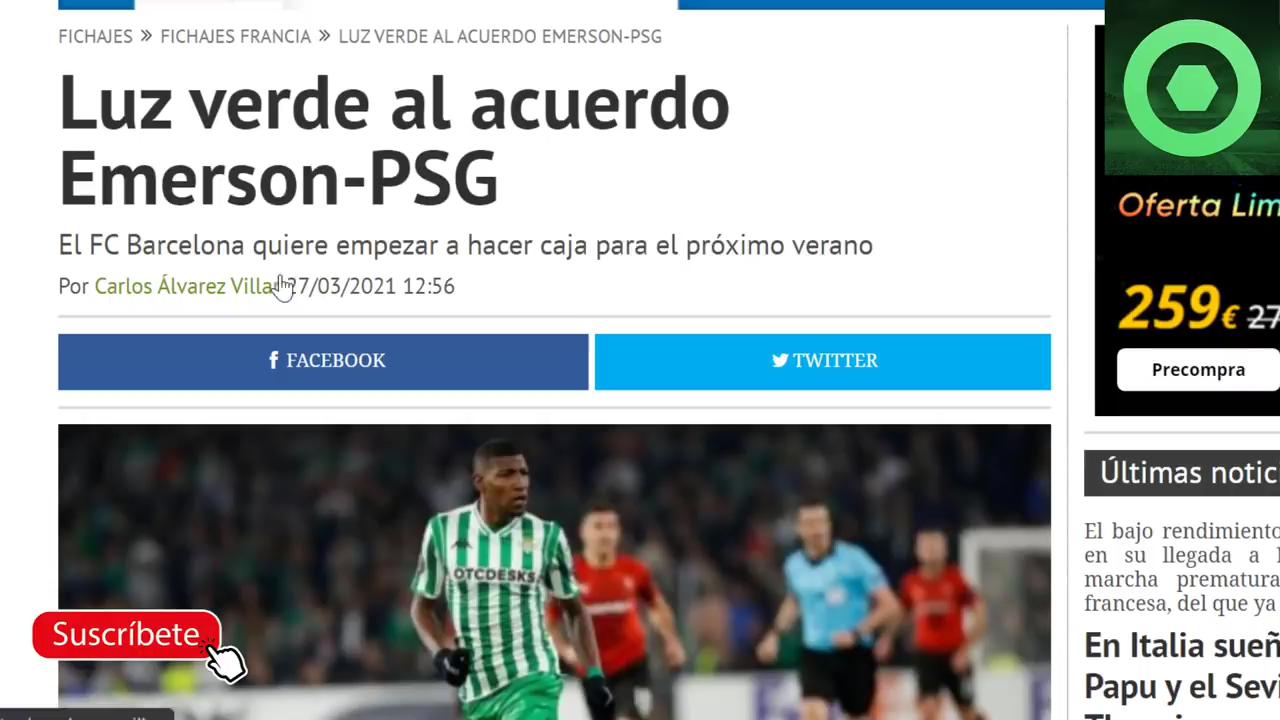 FICHAJES » FICHAJES FRANCIA » LUZ VERDE AL ACUERDO EMERSON-PSG
Luz verde al acuerdo
Emerson-PSG
El FC Barcelona quiere empezar a hacer caja para el próximo verano
Por Carlos Álvarez Villa 27/03/2021 12:56
FACEBOOK
TWITTER
OTCDESKS
Suscríbete
Oferta Lim
259€ 27
Precompra
Últimas notic
El bajo rendimiento
en su llegada a l
marcha prematura
francesa, del que ya
En Italia sueñ
Papu y el Sevi